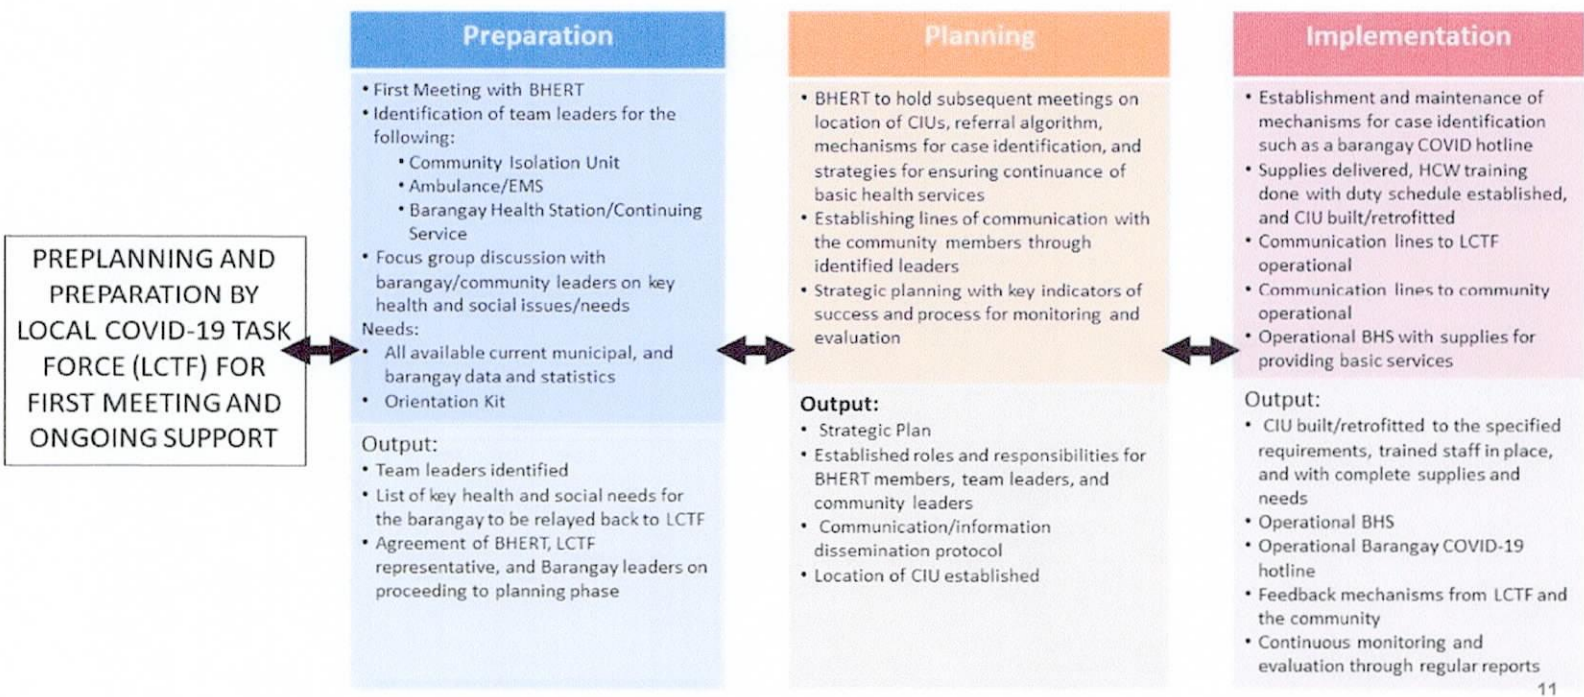 PREPLANNING AND
PREPARATION BY
LOCAL COVID-19 TASK
FORCE (LCTF) FOR
FIRST MEETING AND
ONGOING SUPPORT
Preparation
• First Meeting with BHERT
• Identification of team leaders for the
following:
• Community Isolation Unit
• Ambulance/EMS
• Barangay Health Station/Continuing
Service
• Focus group discussion with
barangay/community leaders on key
health and social issues/needs
Needs:
• All available current municipal, and
barangay data and statistics
• Orientation Kit
Output:
• Team leaders identified
• List of key health and social needs for
the barangay to be relayed back to LCTF
• Agreement of BHERT, LCTF
representative, and Barangay leaders on
proceeding to planning phase
Planning
• BHERT to hold subsequent meetings on
location of CIUs, referral algorithm,
mechanisms for case identification, and
strategies for ensuring continuance of
basic health services
• Establishing lines of communication with
the community members through
identified leaders
• Strategic planning with key indicators of
success and process for monitoring and
evaluation
Output:
• Strategic Plan
• Established roles and responsibilities for
BHERT members, team leaders, and
community leaders
• Communication/information
dissemination protocol
• Location of CIU established
Implementation
• Establishment and maintenance of
mechanisms for case identification
such as a barangay COVID hotline
• Supplies delivered, HCW training
done with duty schedule established,
and CIU built/retrofitted
• Communication lines to LCTF
operational
• Communication lines to community
operational
• Operational BHS with supplies for
providing basic services
Output:
• CIU built/retrofitted to the specified
requirements, trained staff in place,
and with complete supplies and
needs
• Operational BHS
• Operational Barangay COVID-19
hotline
• Feedback mechanisms from LCTF and
the community
• Continuous monitoring and
evaluation through regular reports
11